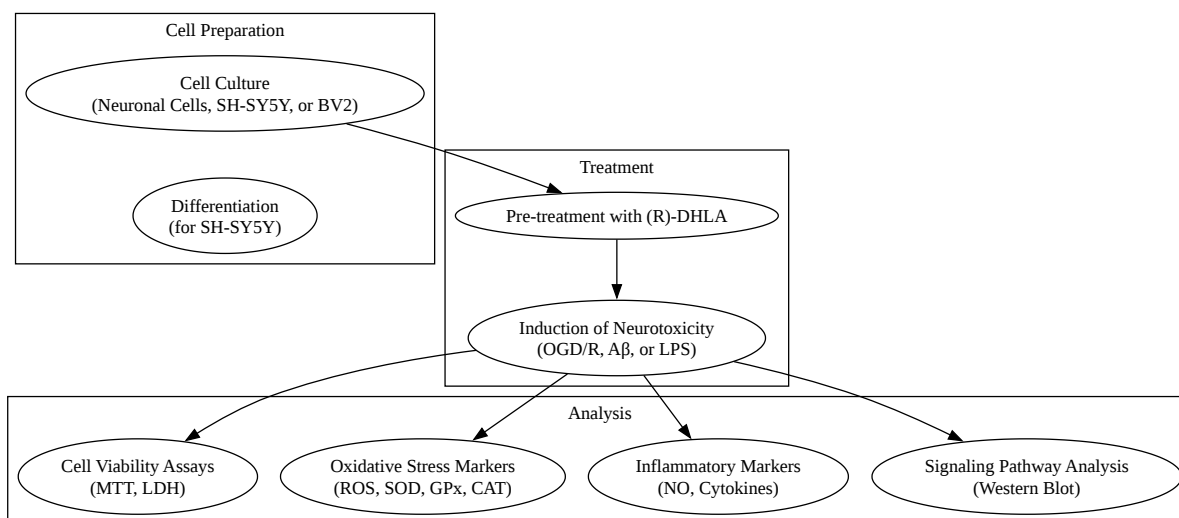 Cell Preparation
Cell Culture
(Neuronal Cells, SH-SY5Y, or BV2)
Differentiation
(for SH-SY5Y)
Treatment
Pre-treatment with (R)-DHLA
Induction of Neurotoxicity
(OGD/R, Aβ, or LPS)
Analysis
Cell Viability Assays
(MTT, LDH)
Oxidative Stress Markers
(ROS, SOD, GPx, CAT)
Inflammatory Markers
(NO, Cytokines)
Signaling Pathway Analysis
(Western Blot)